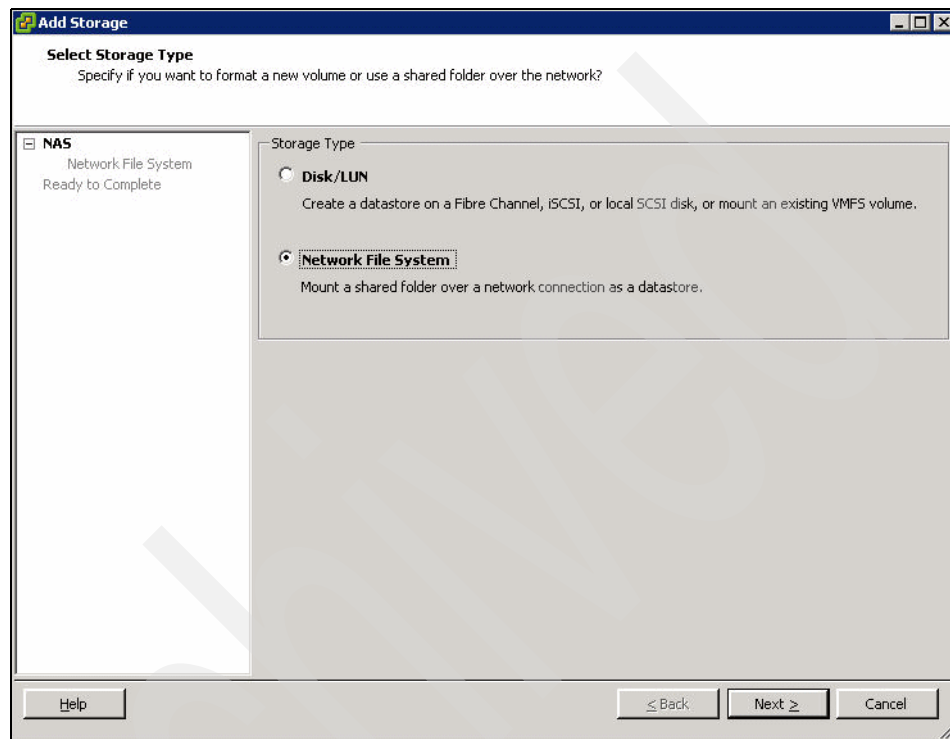 Add Storage
Select Storage Type
Specify if you want to format a new volume or use a shared folder over the network?
NAS
Network File System
Ready to Complete
Storage Type
Disk/LUN
Create a datastore on a Fibre Channel, iSCSI, or local SCSI disk, or mount an existing VMFS volume.
Network File System
Mount a shared folder over a network connection as a datastore.
Help
≤ Back
Next ≥
Cancel